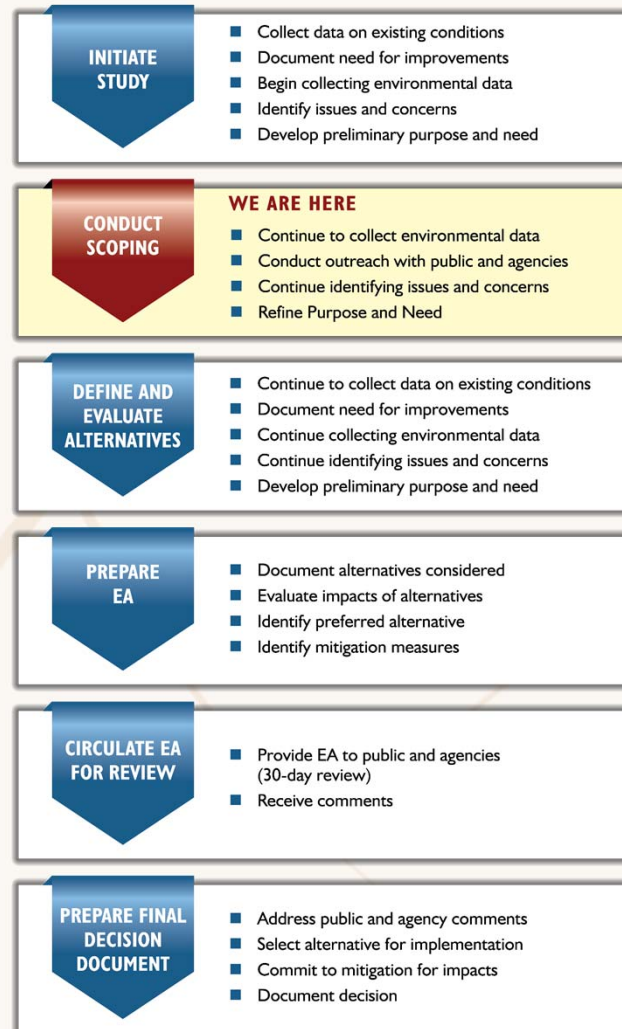 INITIATE
STUDY
■ Collect data on existing conditions
■ Document need for improvements
■ Begin collecting environmental data
■ Identify issues and concerns
■ Develop preliminary purpose and need
CONDUCT
SCOPING
WE ARE HERE
■ Continue to collect environmental data
■ Conduct outreach with public and agencies
■ Continue identifying issues and concerns
■ Refine Purpose and Need
DEFINE AND
EVALUATE
ALTERNATIVES
■ Continue to collect data on existing conditions
■ Document need for improvements
■ Continue collecting environmental data
■ Continue identifying issues and concerns
■ Develop preliminary purpose and need
PREPARE
EA
■ Document alternatives considered
■ Evaluate impacts of alternatives
■ Identify preferred alternative
■ Identify mitigation measures
CIRCULATE EA
FOR REVIEW
■ Provide EA to public and agencies
(30-day review)
■ Receive comments
PREPARE FINAL
DECISION
DOCUMENT
■ Address public and agency comments
■ Select alternative for implementation
■ Commit to mitigation for impacts
■ Document decision